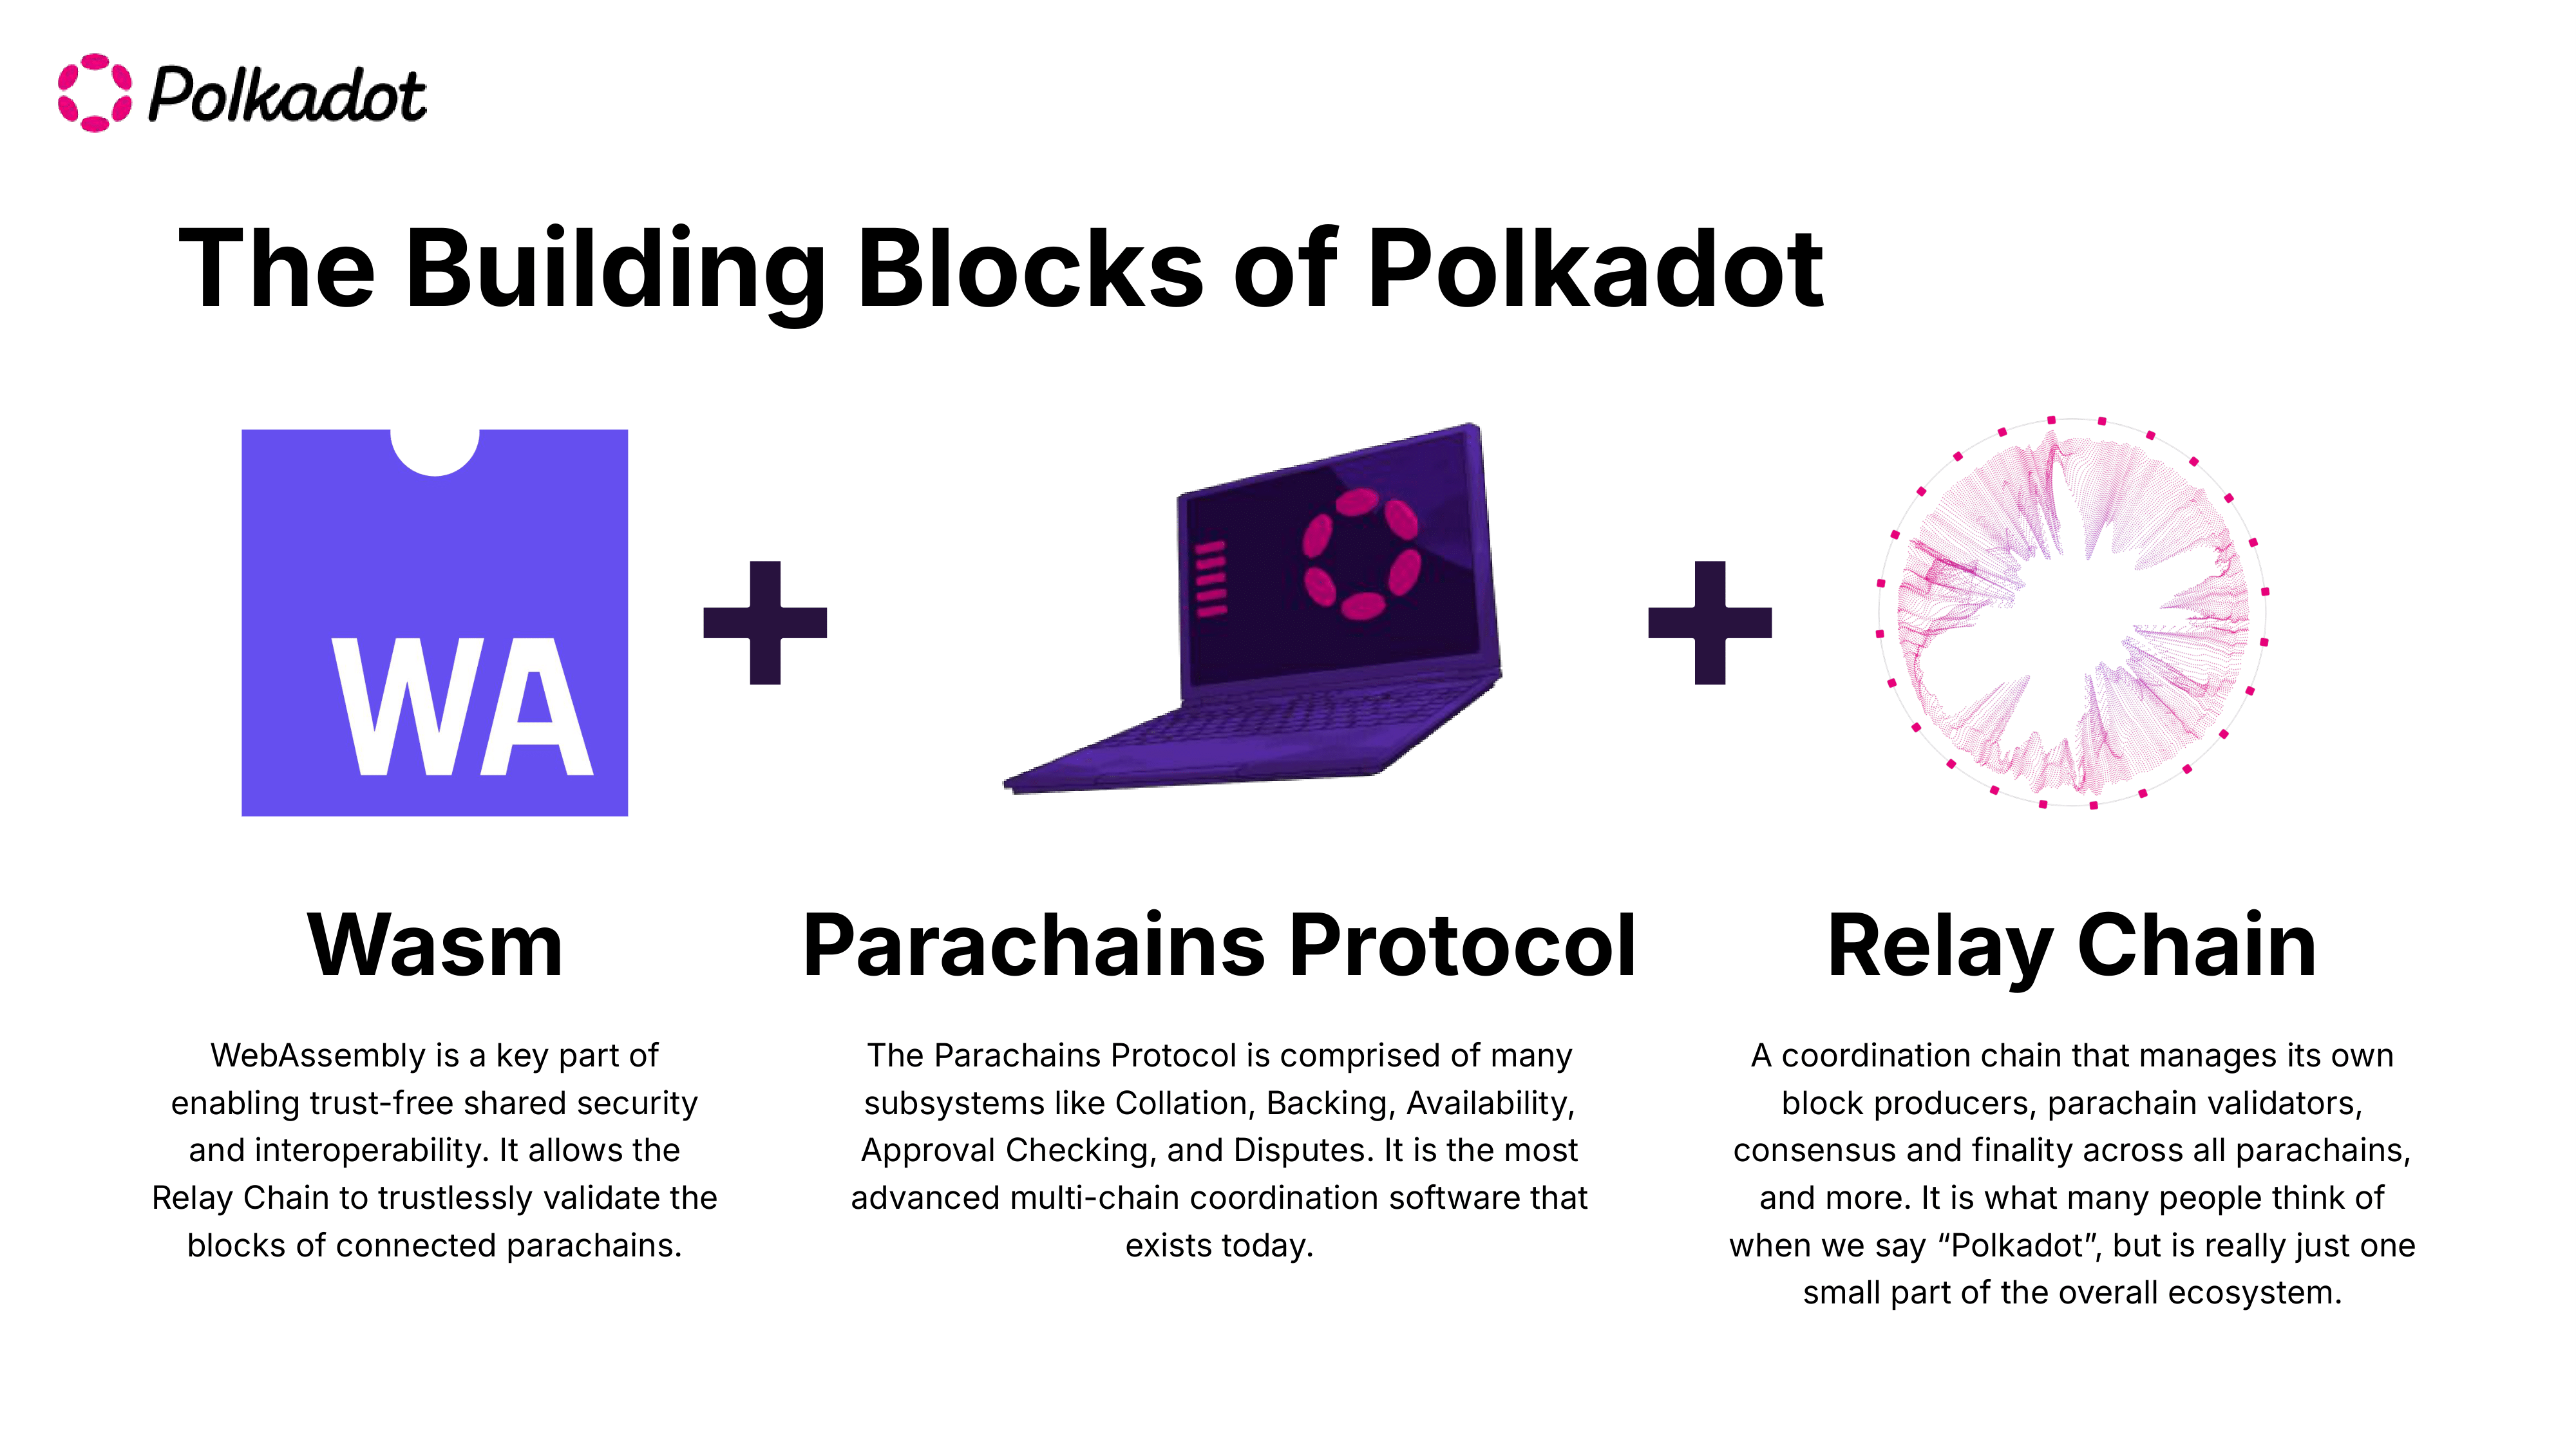 Polkadot
The Building Blocks of Polkadot
WA
Wasm
WebAssembly is a key part of
enabling trust-free shared security
and interoperability. It allows the
Relay Chain to trustlessly validate the
blocks of connected parachains.
Parachains Protocol
The Parachains Protocol is comprised of many
subsystems like Collation, Backing, Availability,
Approval Checking, and Disputes. It is the most
advanced multi-chain coordination software that
exists today.
Relay Chain
A coordination chain that manages its own
block producers, parachain validators,
consensus and finality across all parachains,
and more. It is what many people think of
when we say “Polkadot”, but is really just one
small part of the overall ecosystem.